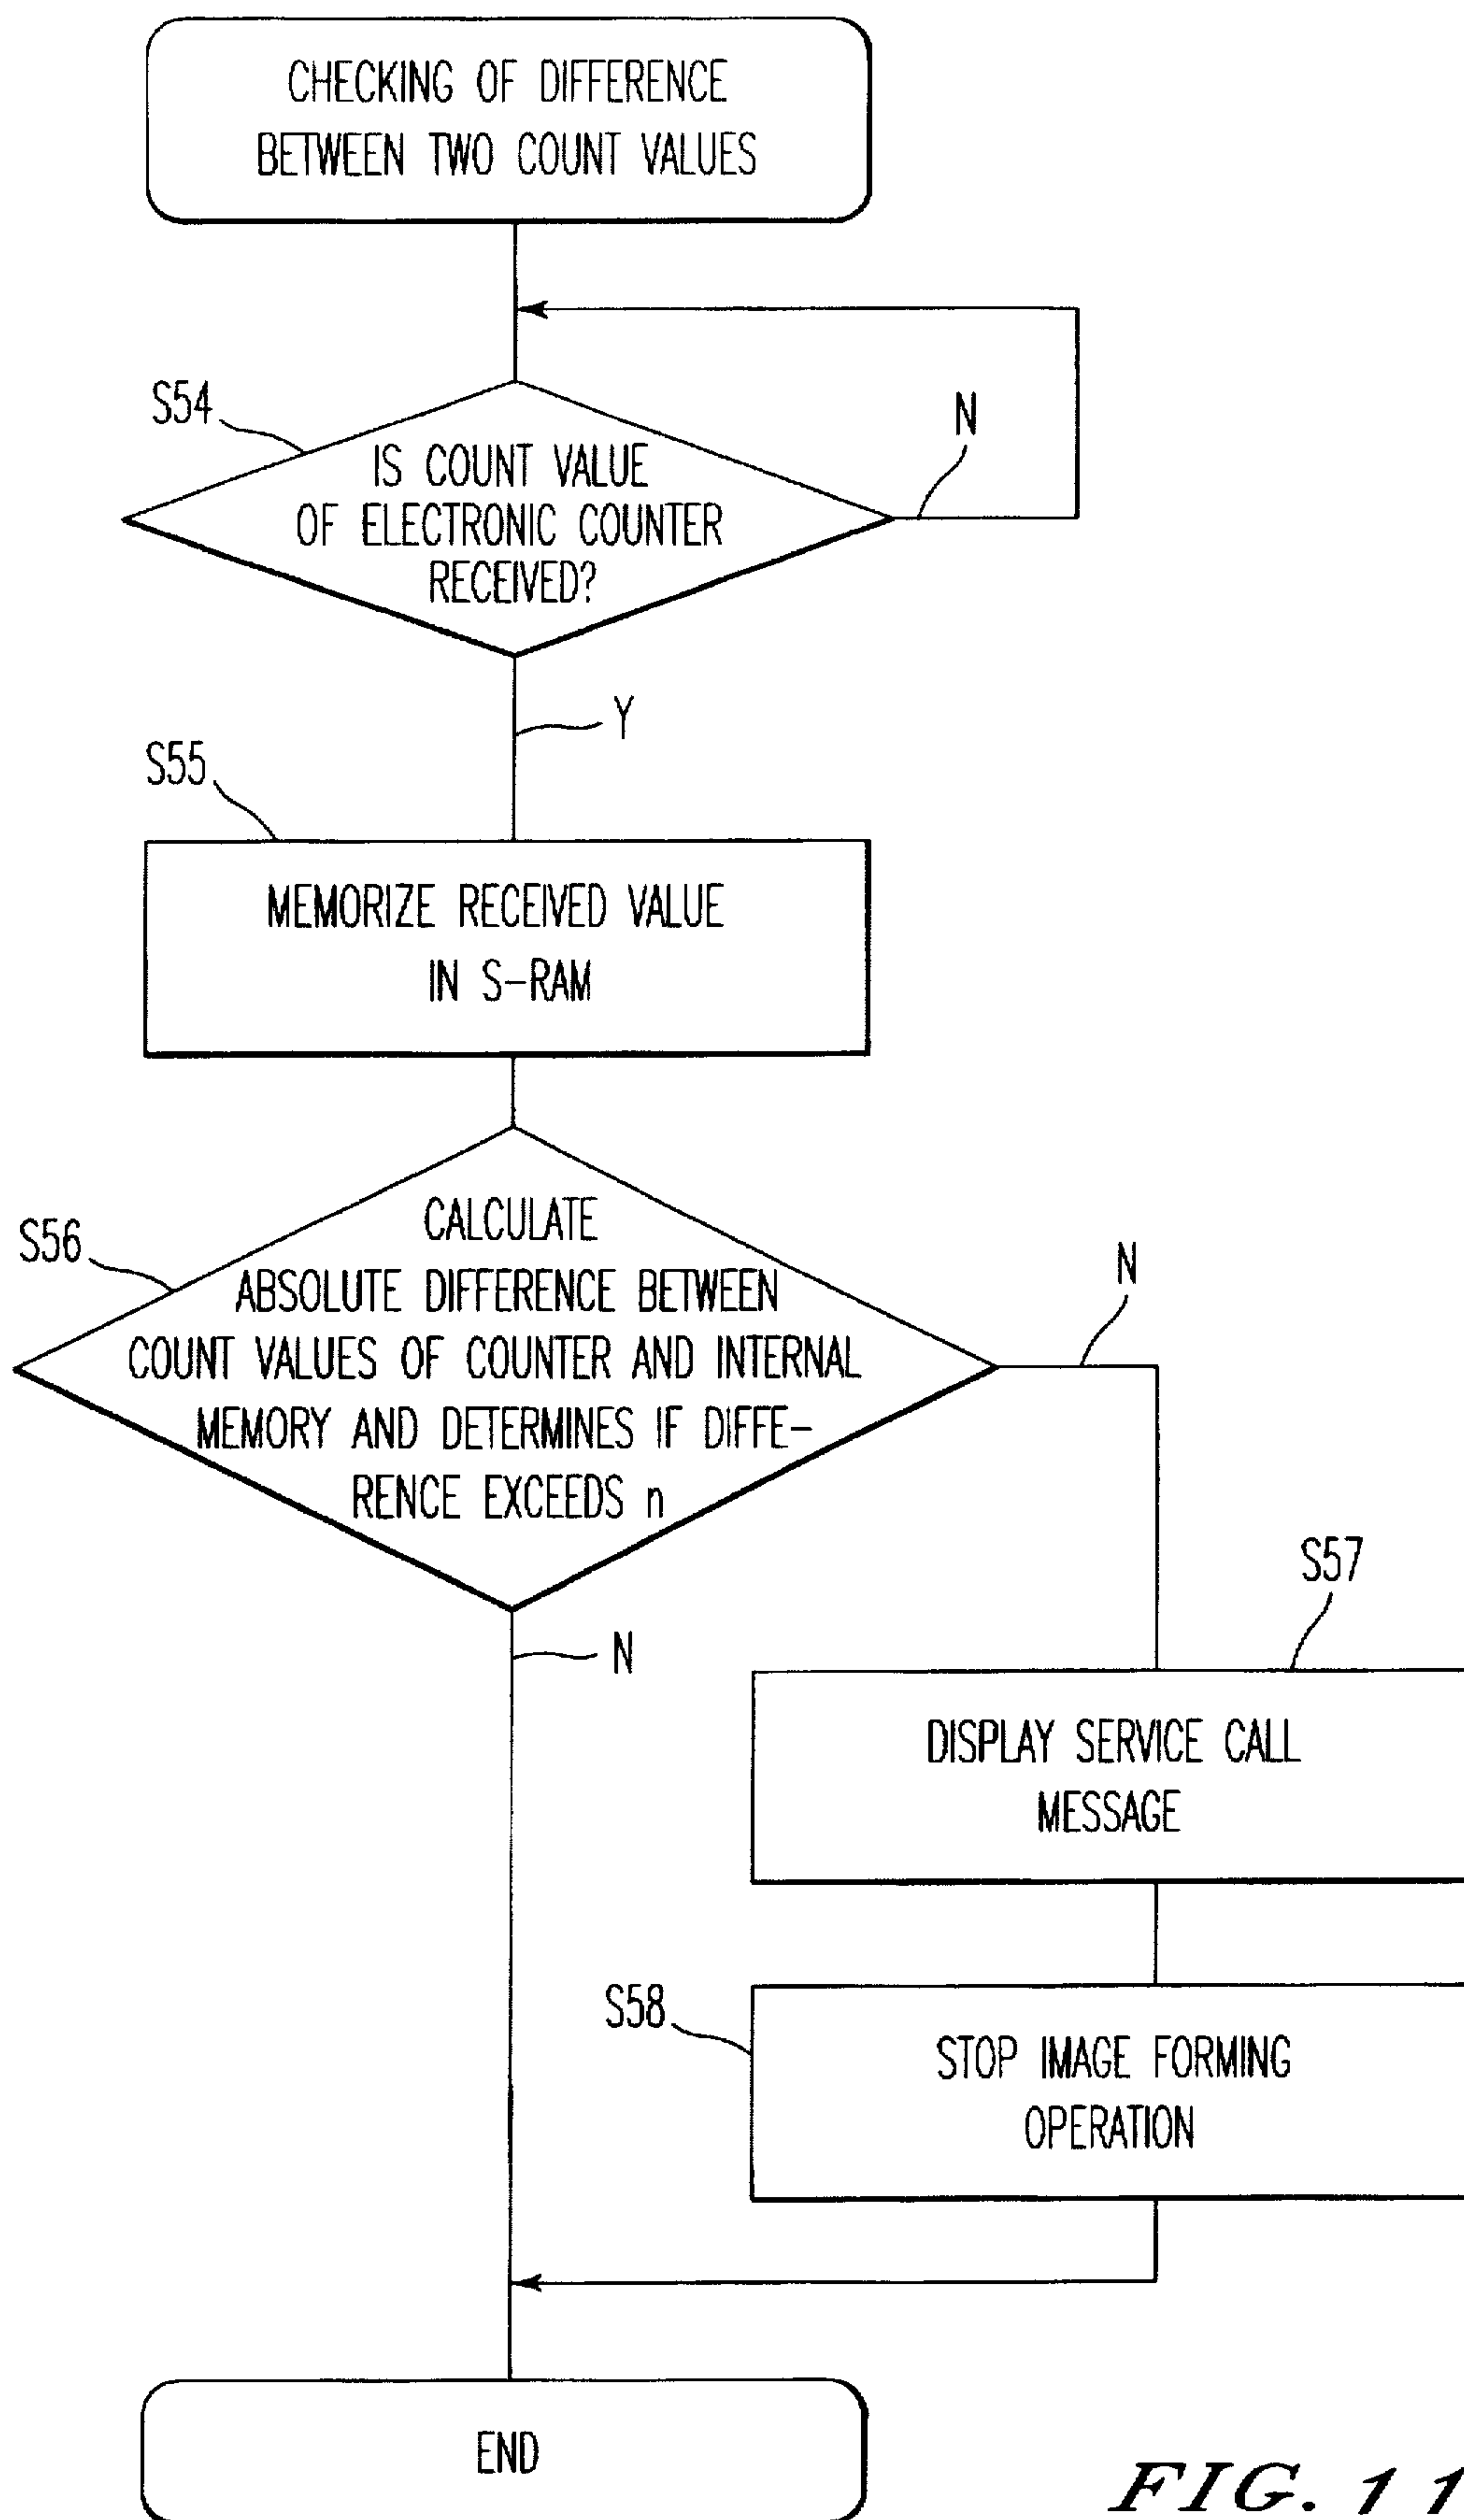 CHECKING OF DIFFERENCE
BETWEEN TWO COUNT VALUES
S54
N
IS COUNT VALUE
OF ELECTRONIC COUNTER
RECEIVED?
Y
S55
MEMORIZE RECEIVED VALUE
IN S-RAM
S56
CALCULATE
ABSOLUTE DIFFERENCE BETWEEN
COUNT VALUES OF COUNTER AND INTERNAL
MEMORY AND DETERMINES IF DIFFE-
RENCE EXCEEDS n
N
N
S57
DISPLAY SERVICE CALL
MESSAGE
S58
STOP IMAGE FORMING
OPERATION
END
FIG. 11